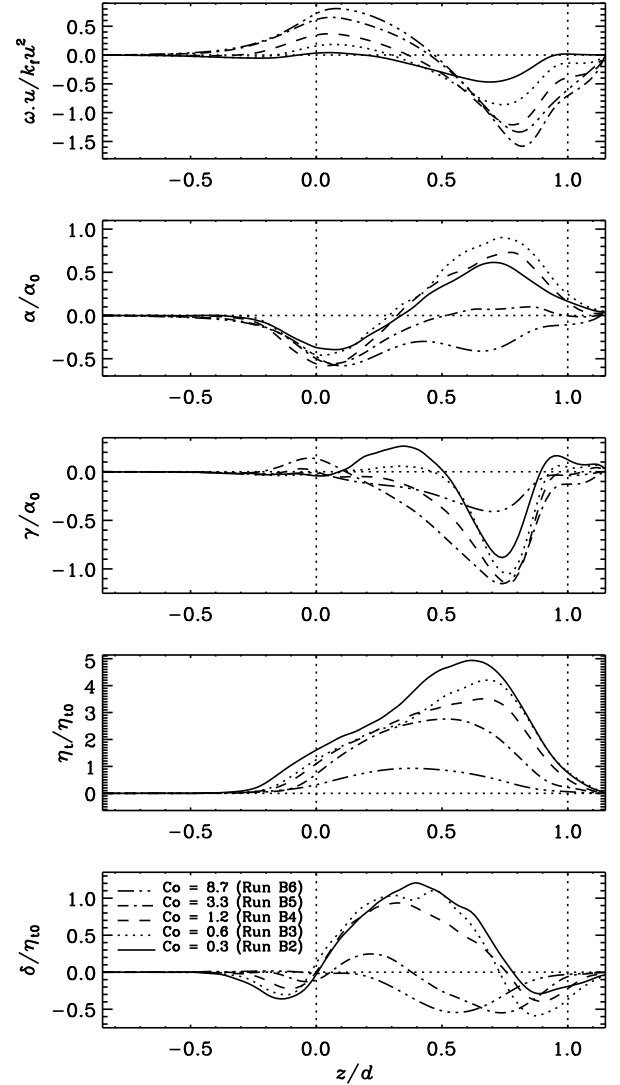 ω.u/k_f u²
0.5
0.0
−0.5
−1.0
−1.5
−0.5 0.0 0.5 1.0
α/α₀
1.0
0.5
0.0
−0.5
−0.5 0.0 0.5 1.0
γ/α₀
0.0
−0.5
−1.0
−0.5 0.0 0.5 1.0
η_t/η_t0
5
4
3
2
1
0
−0.5 0.0 0.5 1.0
δ/η_t0
1.0
0.5
0.0
−0.5
Co = 8.7 (Run B6)
Co = 3.3 (Run B5)
Co = 1.2 (Run B4)
Co = 0.6 (Run B3)
Co = 0.3 (Run B2)
−0.5 0.0 0.5 1.0
z/d